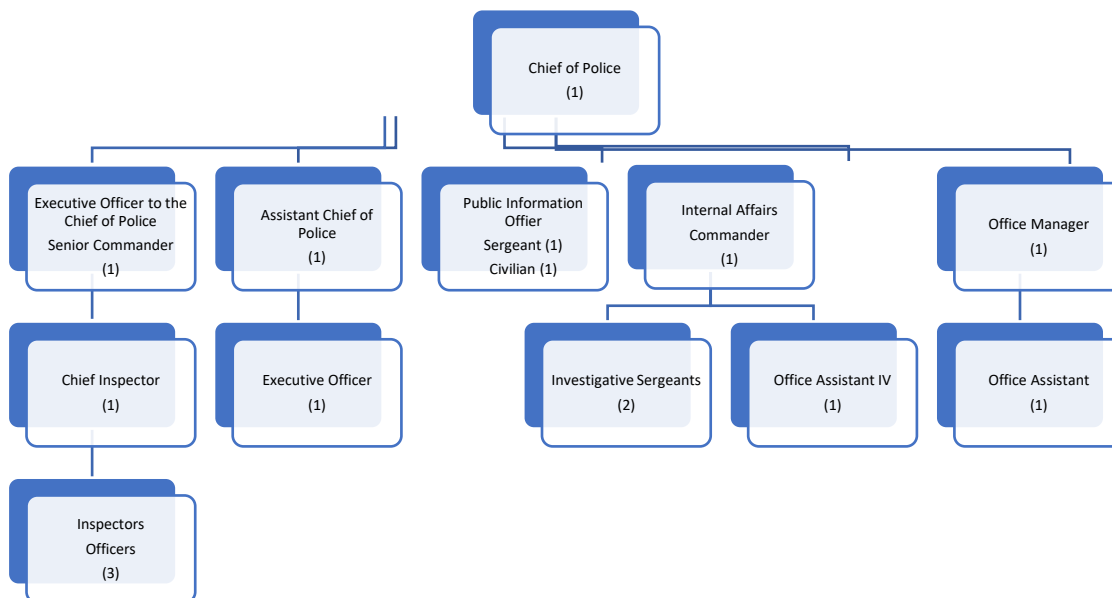 Chief of Police
(1)
Executive Officer to the
Chief of Police
Senior Commander
(1)
Assistant Chief of
Police
(1)
Public Information
Offier
Sergeant (1)
Civilian (1)
Internal Affairs
Commander
(1)
Office Manager
(1)
Chief Inspector
(1)
Executive Officer
(1)
Investigative Sergeants
(2)
Office Assistant IV
(1)
Office Assistant
(1)
Inspectors
Officers
(3)